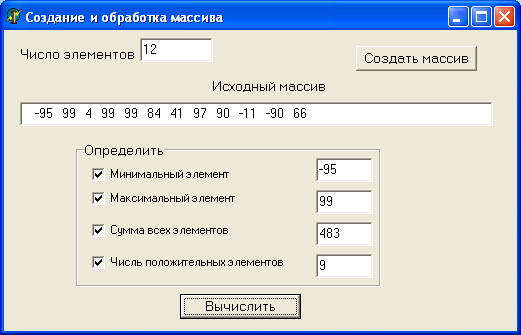 Создание и обработка массива
Число элементов 12
Создать массив
Исходный массив
-95 99 4 99 99 84 41 97 90 -11 -90 66
Определить
Минимальный элемент -95
Максимальный элемент 99
Сумма всех элементов 483
Числь положительных элементов 9
Вычислить